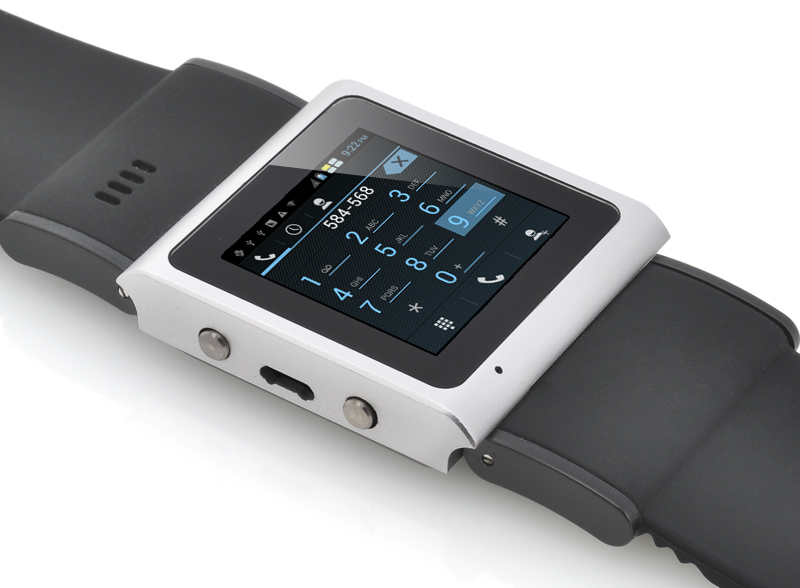 9:22 PM
584-568
1
2 ABC
3 DEF
4 GHI
5 JKL
6 MNO
7 PQRS
8 TUV
9 WXYZ
*
0 +
#